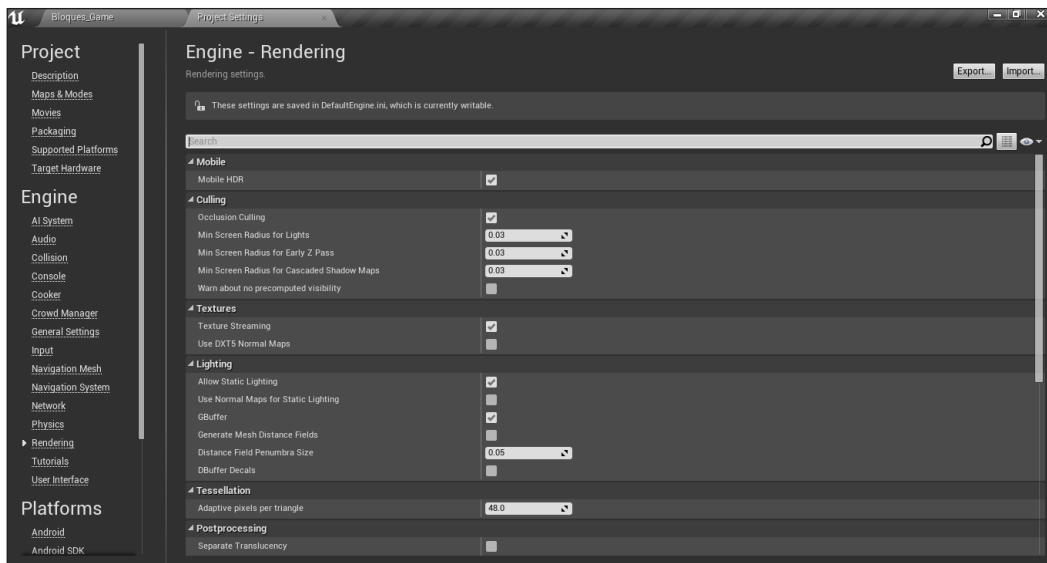 Bloques_Game
Project Settings
Project
Description
Maps & Modes
Movies
Packaging
Supported Platforms
Target Hardware
Engine
AI System
Audio
Collision
Console
Cooker
Crowd Manager
General Settings
Input
Navigation Mesh
Navigation System
Network
Physics
Rendering
Tutorials
User Interface
Platforms
Android
Android SDK
Engine - Rendering
Rendering settings.
Export... Import...
These settings are saved in DefaultEngine.ini, which is currently writable.
Search
Mobile
Mobile HDR
Culling
Occlusion Culling
Min Screen Radius for Lights 0.03
Min Screen Radius for Early Z Pass 0.03
Min Screen Radius for Cascaded Shadow Maps 0.03
Warn about no precomputed visibility
Textures
Texture Streaming
Use DXT5 Normal Maps
Lighting
Allow Static Lighting
Use Normal Maps for Static Lighting
GBuffer
Generate Mesh Distance Fields
Distance Field Penumbra Size 0.05
DBuffer Decals
Tessellation
Adaptive pixels per triangle 48.0
Postprocessing
Separate Translucency